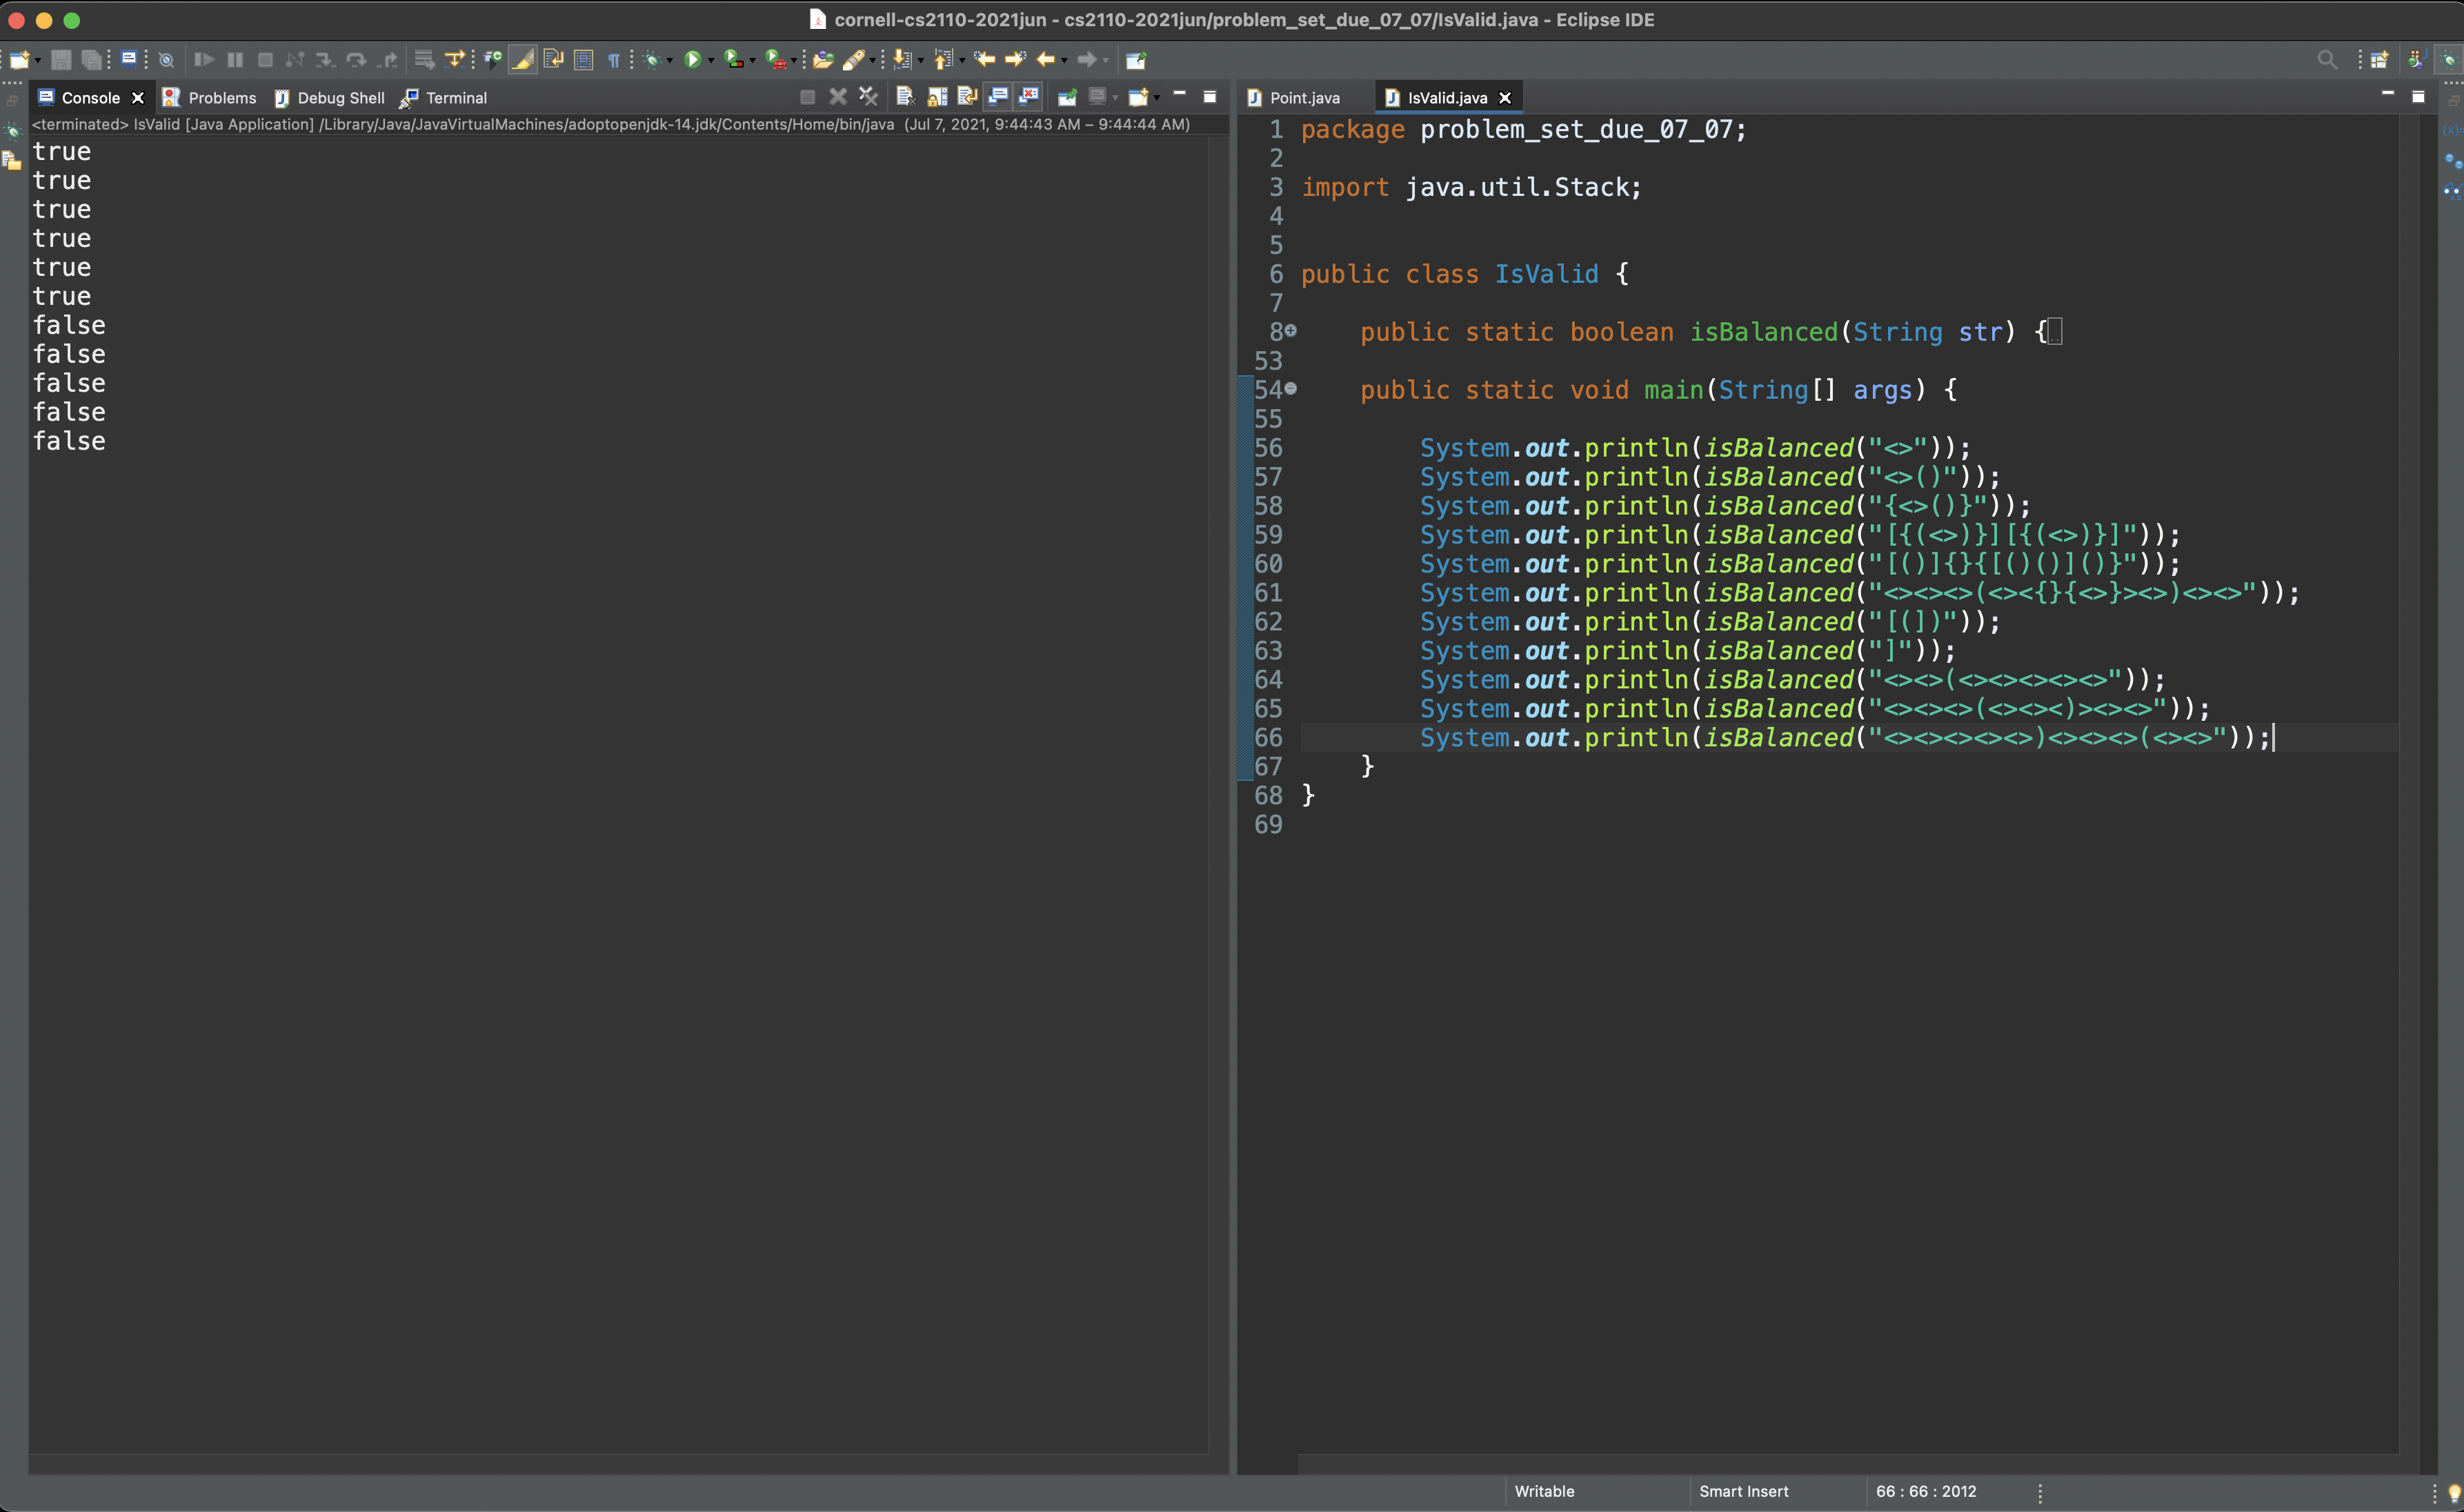 cornell-cs2110-2021jun - cs2110-2021jun/problem_set_due_07_07/IsValid.java - Eclipse IDE
Console Problems Debug Shell Terminal
<terminated> IsValid [Java Application] /Library/Java/JavaVirtualMachines/adoptopenjdk-14.jdk/Contents/Home/bin/java (Jul 7, 2021, 9:44:43 AM – 9:44:44 AM)
true
true
true
true
true
true
false
false
false
false
false
Point.java IsValid.java
1 package problem_set_due_07_07;
2
3 import java.util.Stack;
4
5
6 public class IsValid {
7
8 public static boolean isBalanced(String str) {
53
54 public static void main(String[] args) {
55
56 System.out.println(isBalanced("<>"));
57 System.out.println(isBalanced("<>()"));
58 System.out.println(isBalanced("{<>()}"));
59 System.out.println(isBalanced("[{(<>)}][{(<>)}]"));
60 System.out.println(isBalanced("[()]{}{[()()]()}"));
61 System.out.println(isBalanced("<><><>(<><{}{<>}><>)<><>"));
62 System.out.println(isBalanced("[(])"));
63 System.out.println(isBalanced("]"));
64 System.out.println(isBalanced("<><>(<><><><><>"));
65 System.out.println(isBalanced("<><><>(<><><)><><>"));
66 System.out.println(isBalanced("<><><><><>)<><><>(<><>"));
67 }
68 }
69
Writable Smart Insert 66 : 66 : 2012